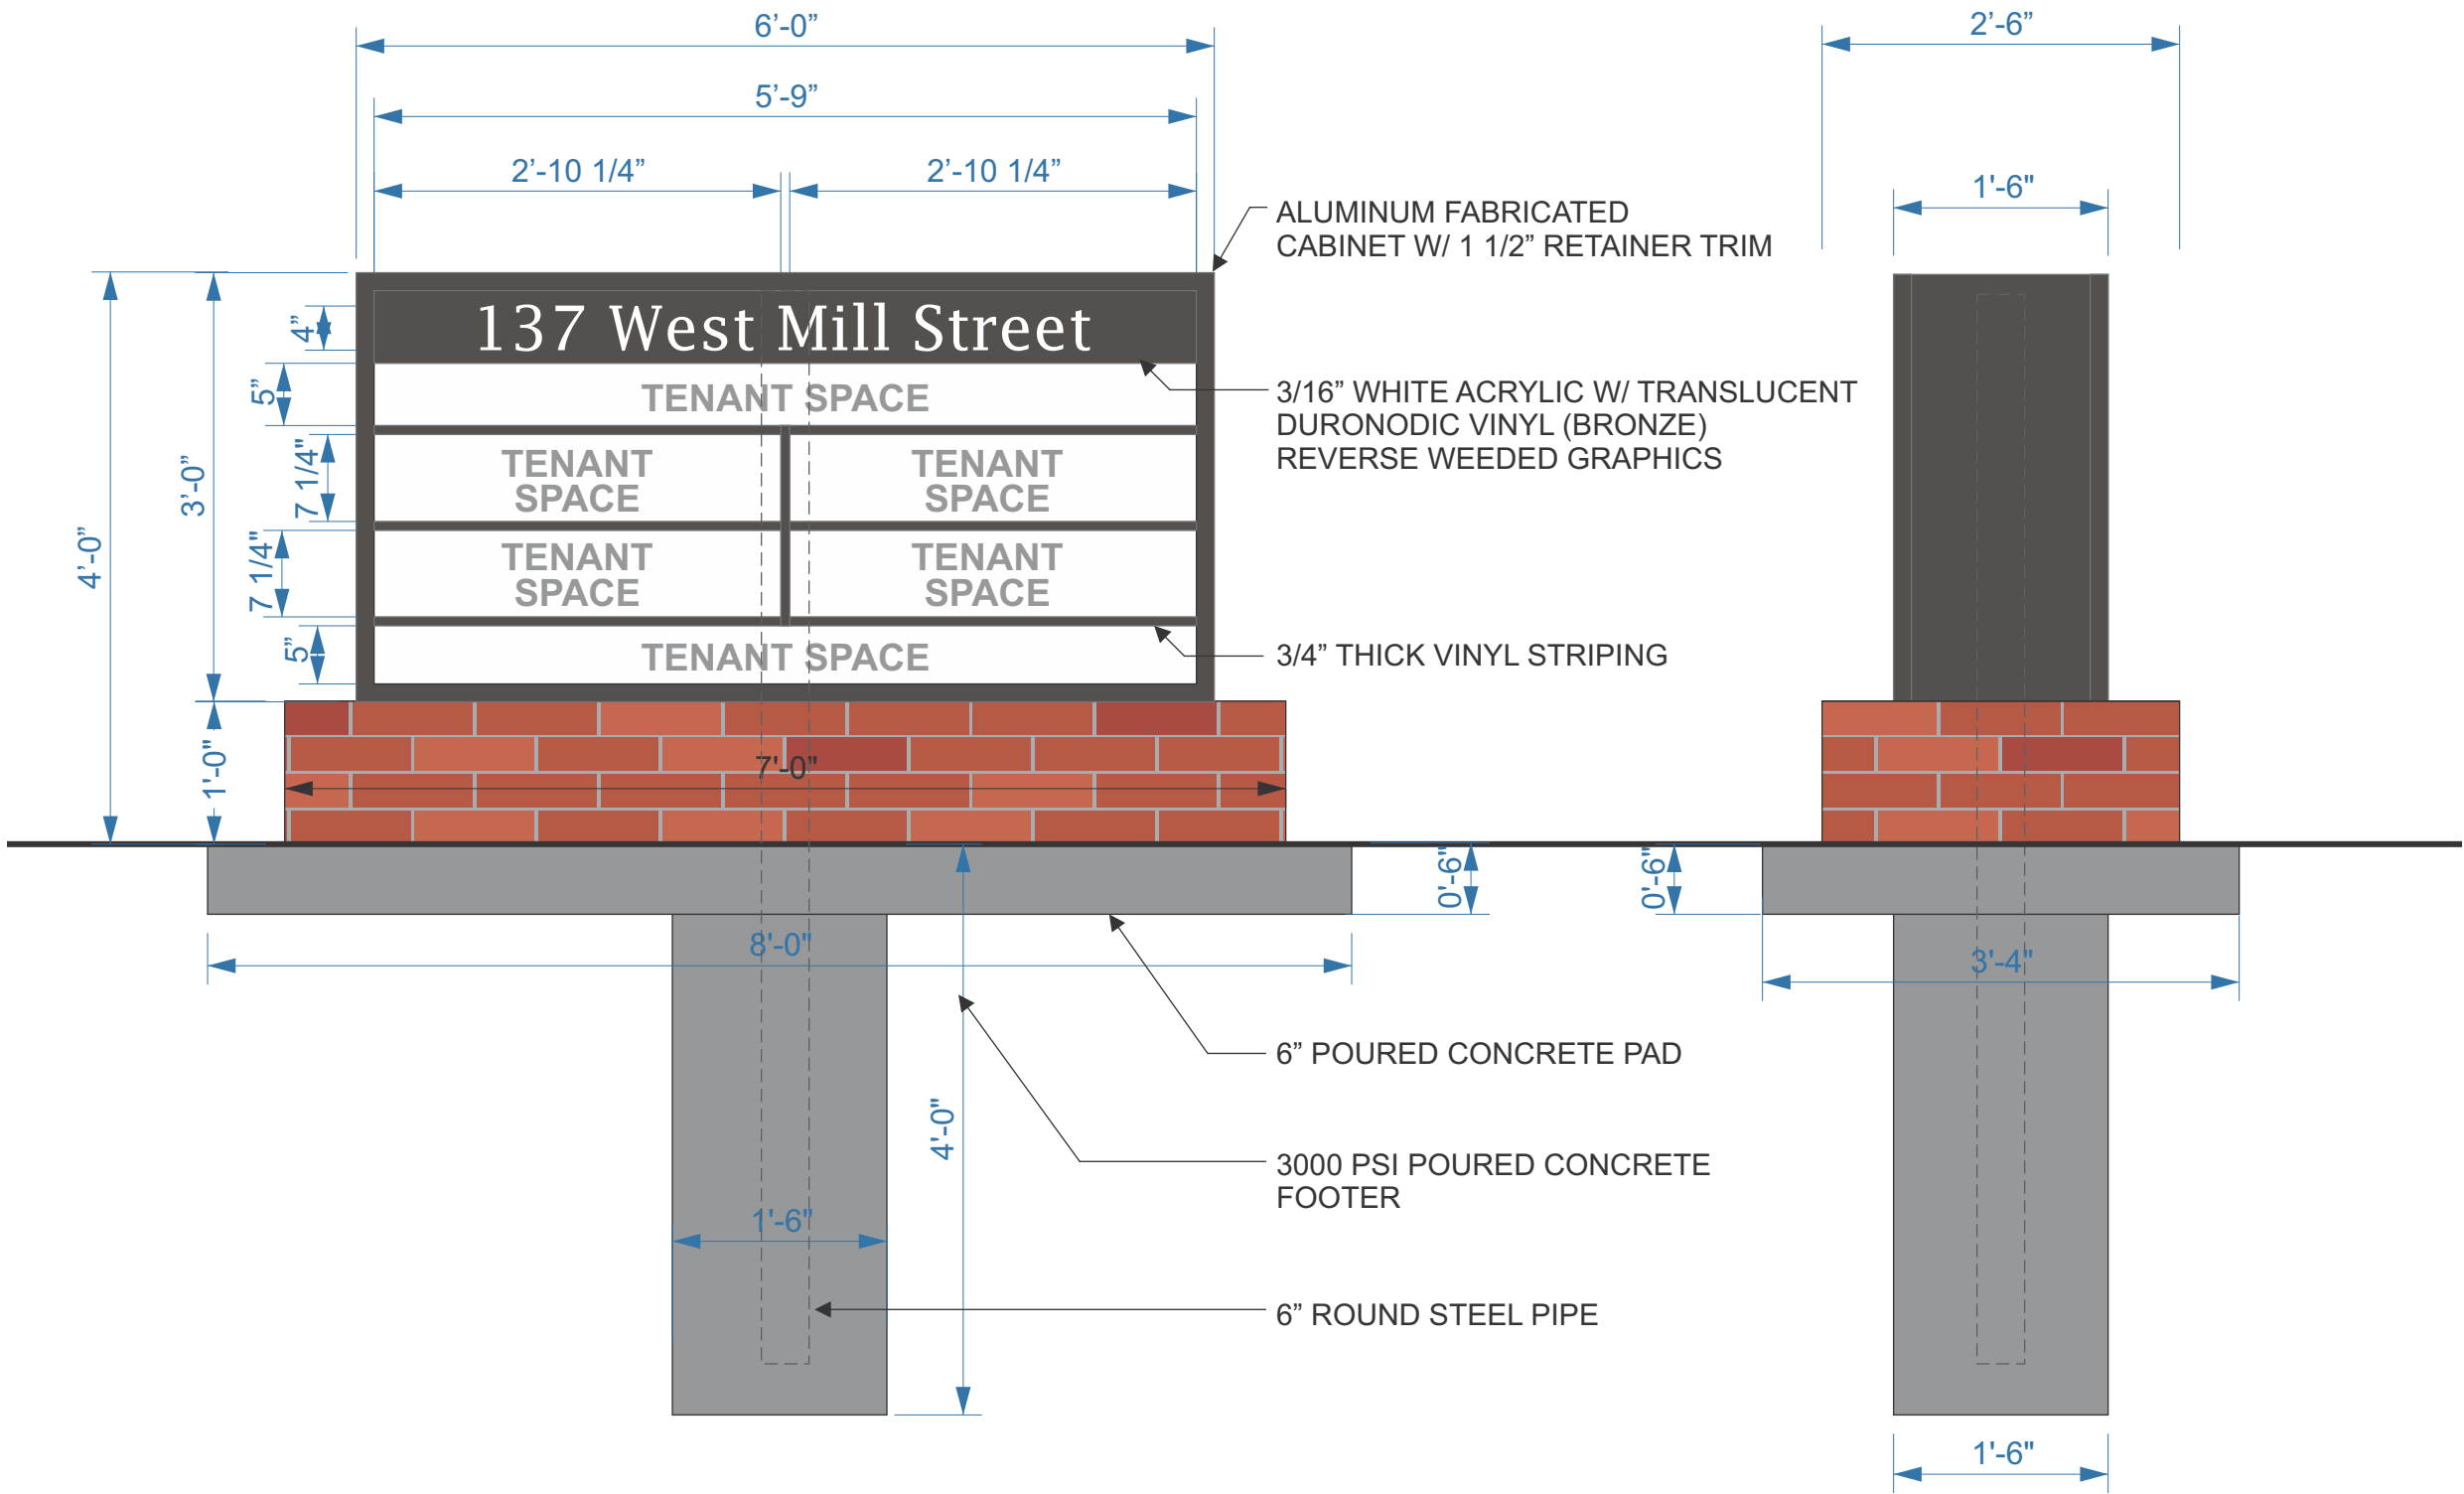 6’-0”
2’-6”
5’-9”
2’-10 1/4”
2’-10 1/4”
1'-6"
ALUMINUM FABRICATED
CABINET W/ 1 1/2” RETAINER TRIM
4”
137 West Mill Street
5”
TENANT SPACE
3/16” WHITE ACRYLIC W/ TRANSLUCENT
DURONODIC VINYL (BRONZE)
REVERSE WEEDED GRAPHICS
4’-0”
3’-0”
7 1/4"
TENANT
SPACE
TENANT
SPACE
7 1/4"
TENANT
SPACE
TENANT
SPACE
5”
TENANT SPACE
3/4” THICK VINYL STRIPING
1'-0"
7'-0"
0'-6"
0'-6"
8'-0"
3'-4"
6” POURED CONCRETE PAD
4'-0"
3000 PSI POURED CONCRETE
FOOTER
1'-6"
6” ROUND STEEL PIPE
1'-6"